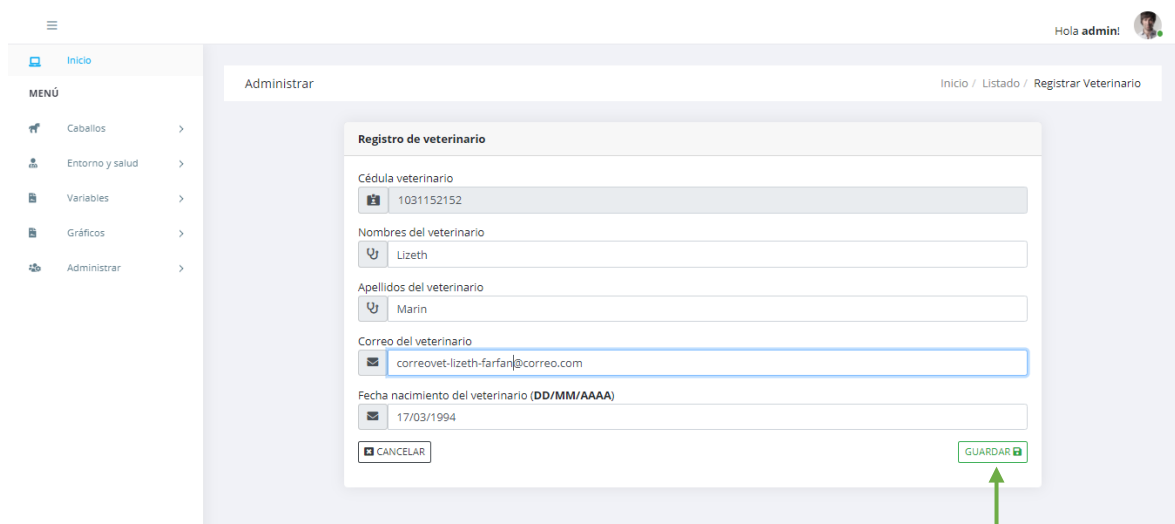 Hola admin!
Inicio
MENÚ
Caballos
Entorno y salud
Variables
Gráficos
Administrar
Administrar
Inicio / Listado / Registrar Veterinario
Registro de veterinario
Cédula veterinario
1031152152
Nombres del veterinario
Lizeth
Apellidos del veterinario
Marin
Correo del veterinario
correovet-lizeth-farfan@correo.com
Fecha nacimiento del veterinario (DD/MM/AAAA)
17/03/1994
CANCELAR
GUARDAR